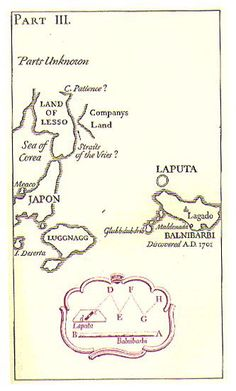 PART III.
Parts Unknown
C. Patience?
LAND
OF
LESSO
Companys
Land
Sea of
Corea
Straits
of the Vries?
LAPUTA
Meaco
JAPON
Glubbdubdrib
Maldonada
Lagado
BALNIBARBI
Discovered A.D. 1701
LUGGNAGG
I. Deserta
D
F
H
E
G
Laputa
B
A
Balnibarbi